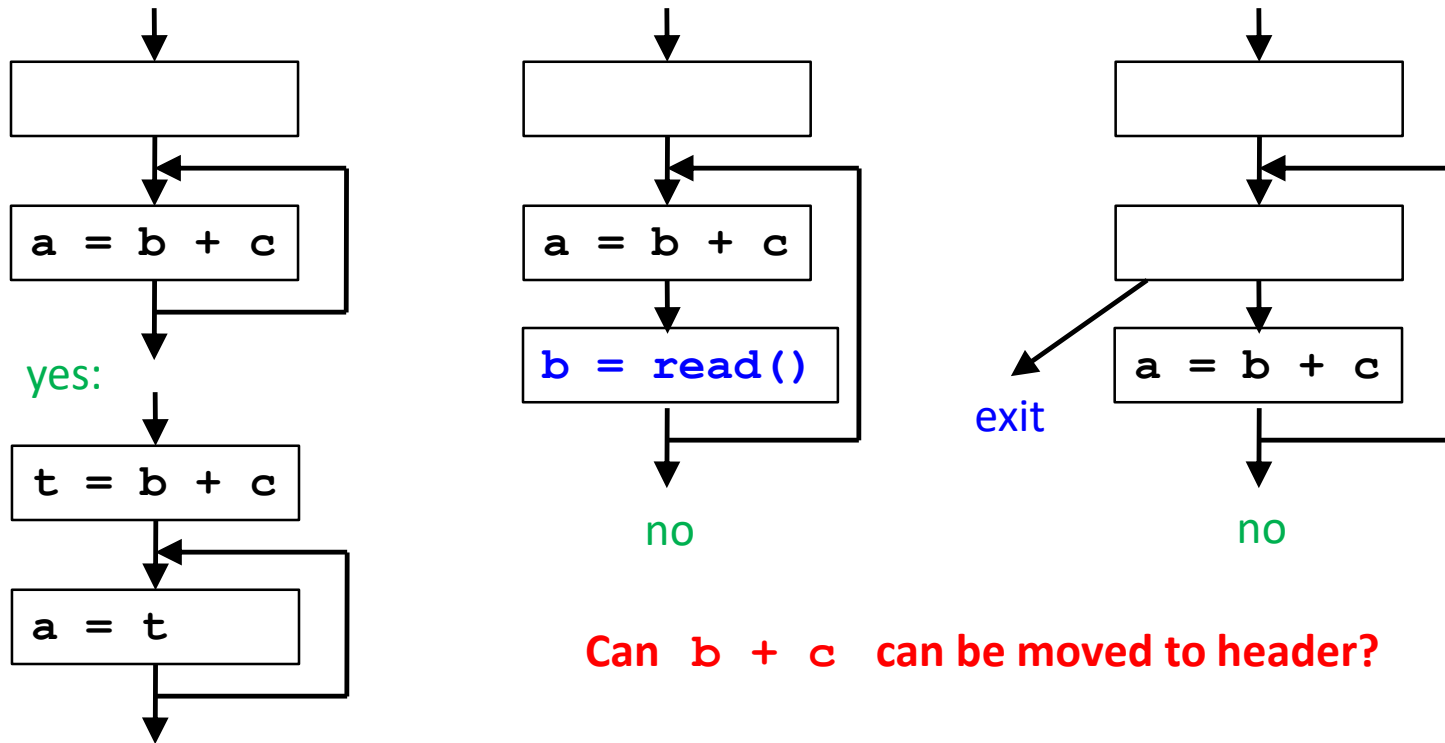 a = b + c
yes:
t = b + c
a = t
a = b + c
b = read()
no
exit
a = b + c
no
Can b + c can be moved to header?